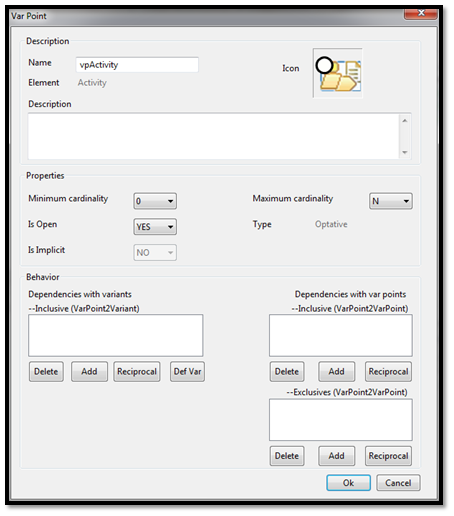 Var Point
Description
Name vpActivity Icon
Element Activity
Description
Properties
Minimum cardinality 0 Maximum cardinality N
Is Open YES Type Optative
Is Implicit NO
Behavior
Dependencies with variants Dependencies with var points
--Inclusive (VarPoint2Variant) --Inclusive (VarPoint2VarPoint)
Delete Add Reciprocal Def Var Delete Add Reciprocal
--Exclusives (VarPoint2VarPoint)
Delete Add Reciprocal
Ok Cancel